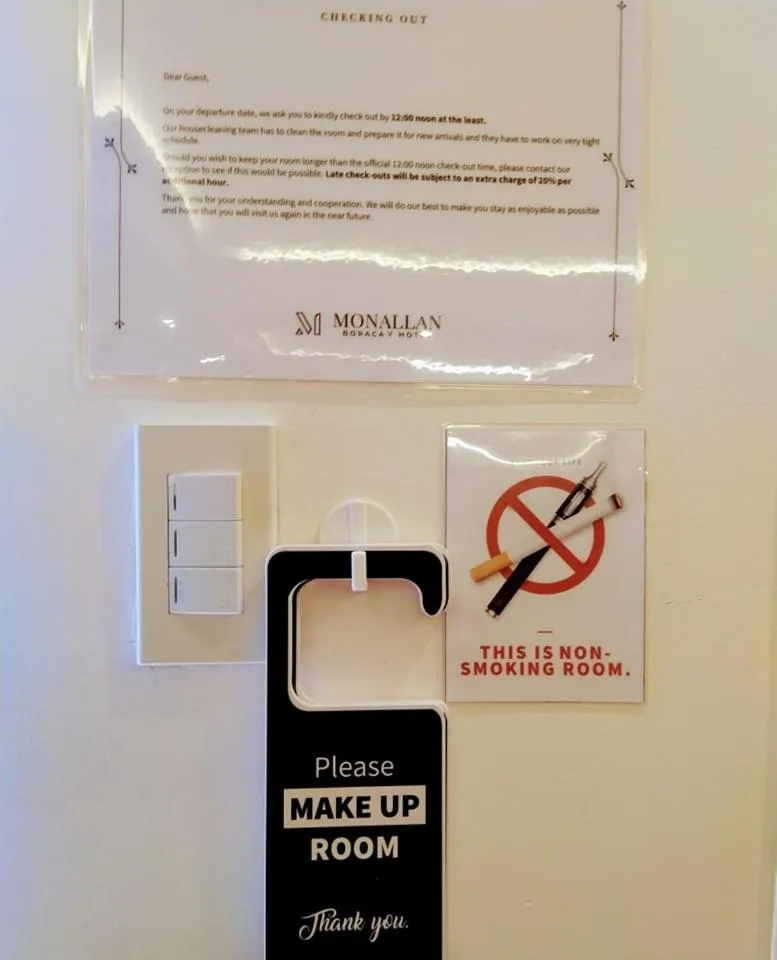 CHECKING OUT
Dear Guest,
On your departure date, we ask you to kindly check out by 12:00 noon at the least.
Our housecleaning team has to clean the room and prepare it for new arrivals and they have to work on very tight
schedule.
Should you wish to keep your room longer than the official 12:00 noon check-out time, please contact our
reception to see if this would be possible. Late check-outs will be subject to an extra charge of 20% per
additional hour.
Thank you for your understanding and cooperation. We will do our best to make you stay as enjoyable as possible
and hope that you will visit us again in the near future.
M MONALLAN
BORACAY HOTEL
THIS IS NON-
SMOKING ROOM.
Please
MAKE UP
ROOM
Thank you.